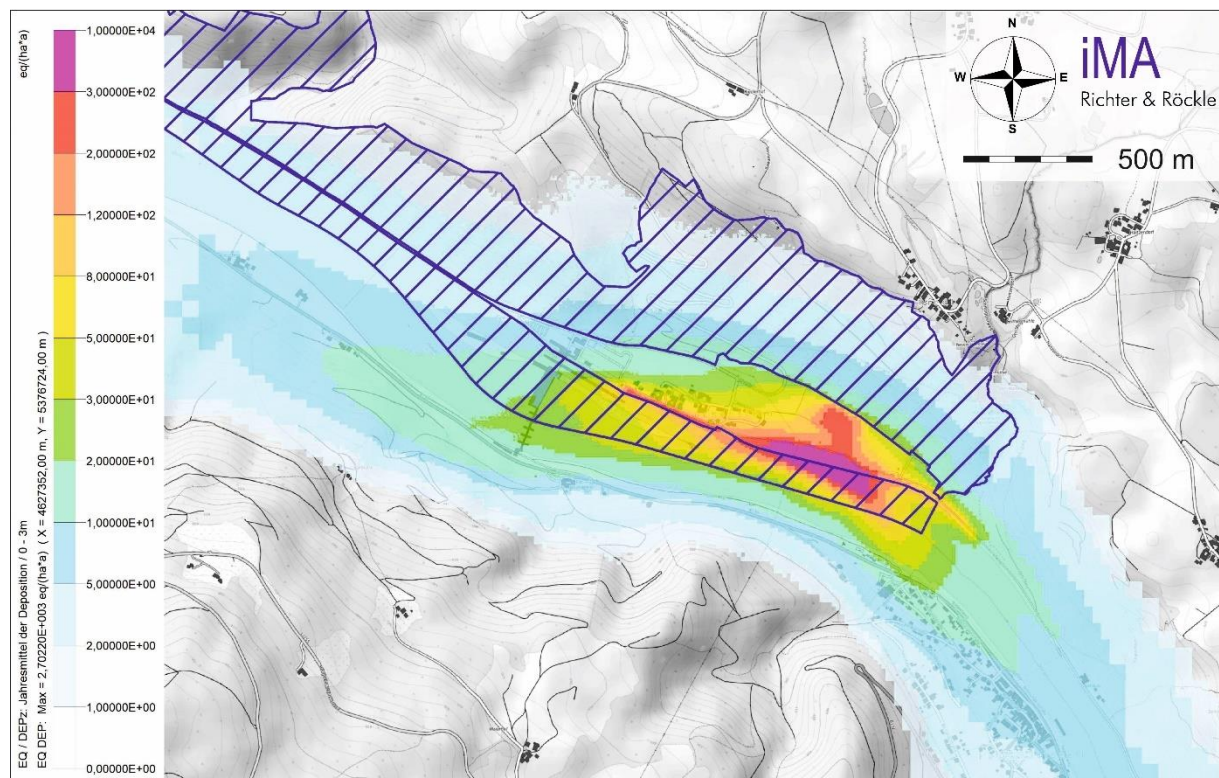 eq/(ha*a)
1,00000E+04
3,00000E+02
2,00000E+02
1,20000E+02
8,00000E+01
5,00000E+01
3,00000E+01
2,00000E+01
1,00000E+01
5,00000E+00
2,00000E+00
1,00000E+00
0,00000E+00
EQ / DEPz: Jahresmittel der Deposition / 0 - 3m
EQ DEP: Max = 2,70220E+003 eq/(ha*a) ( X = 4627352,00 m, Y = 5376724,00 m )
N
W E
S
iMA
Richter & Röckle
500 m